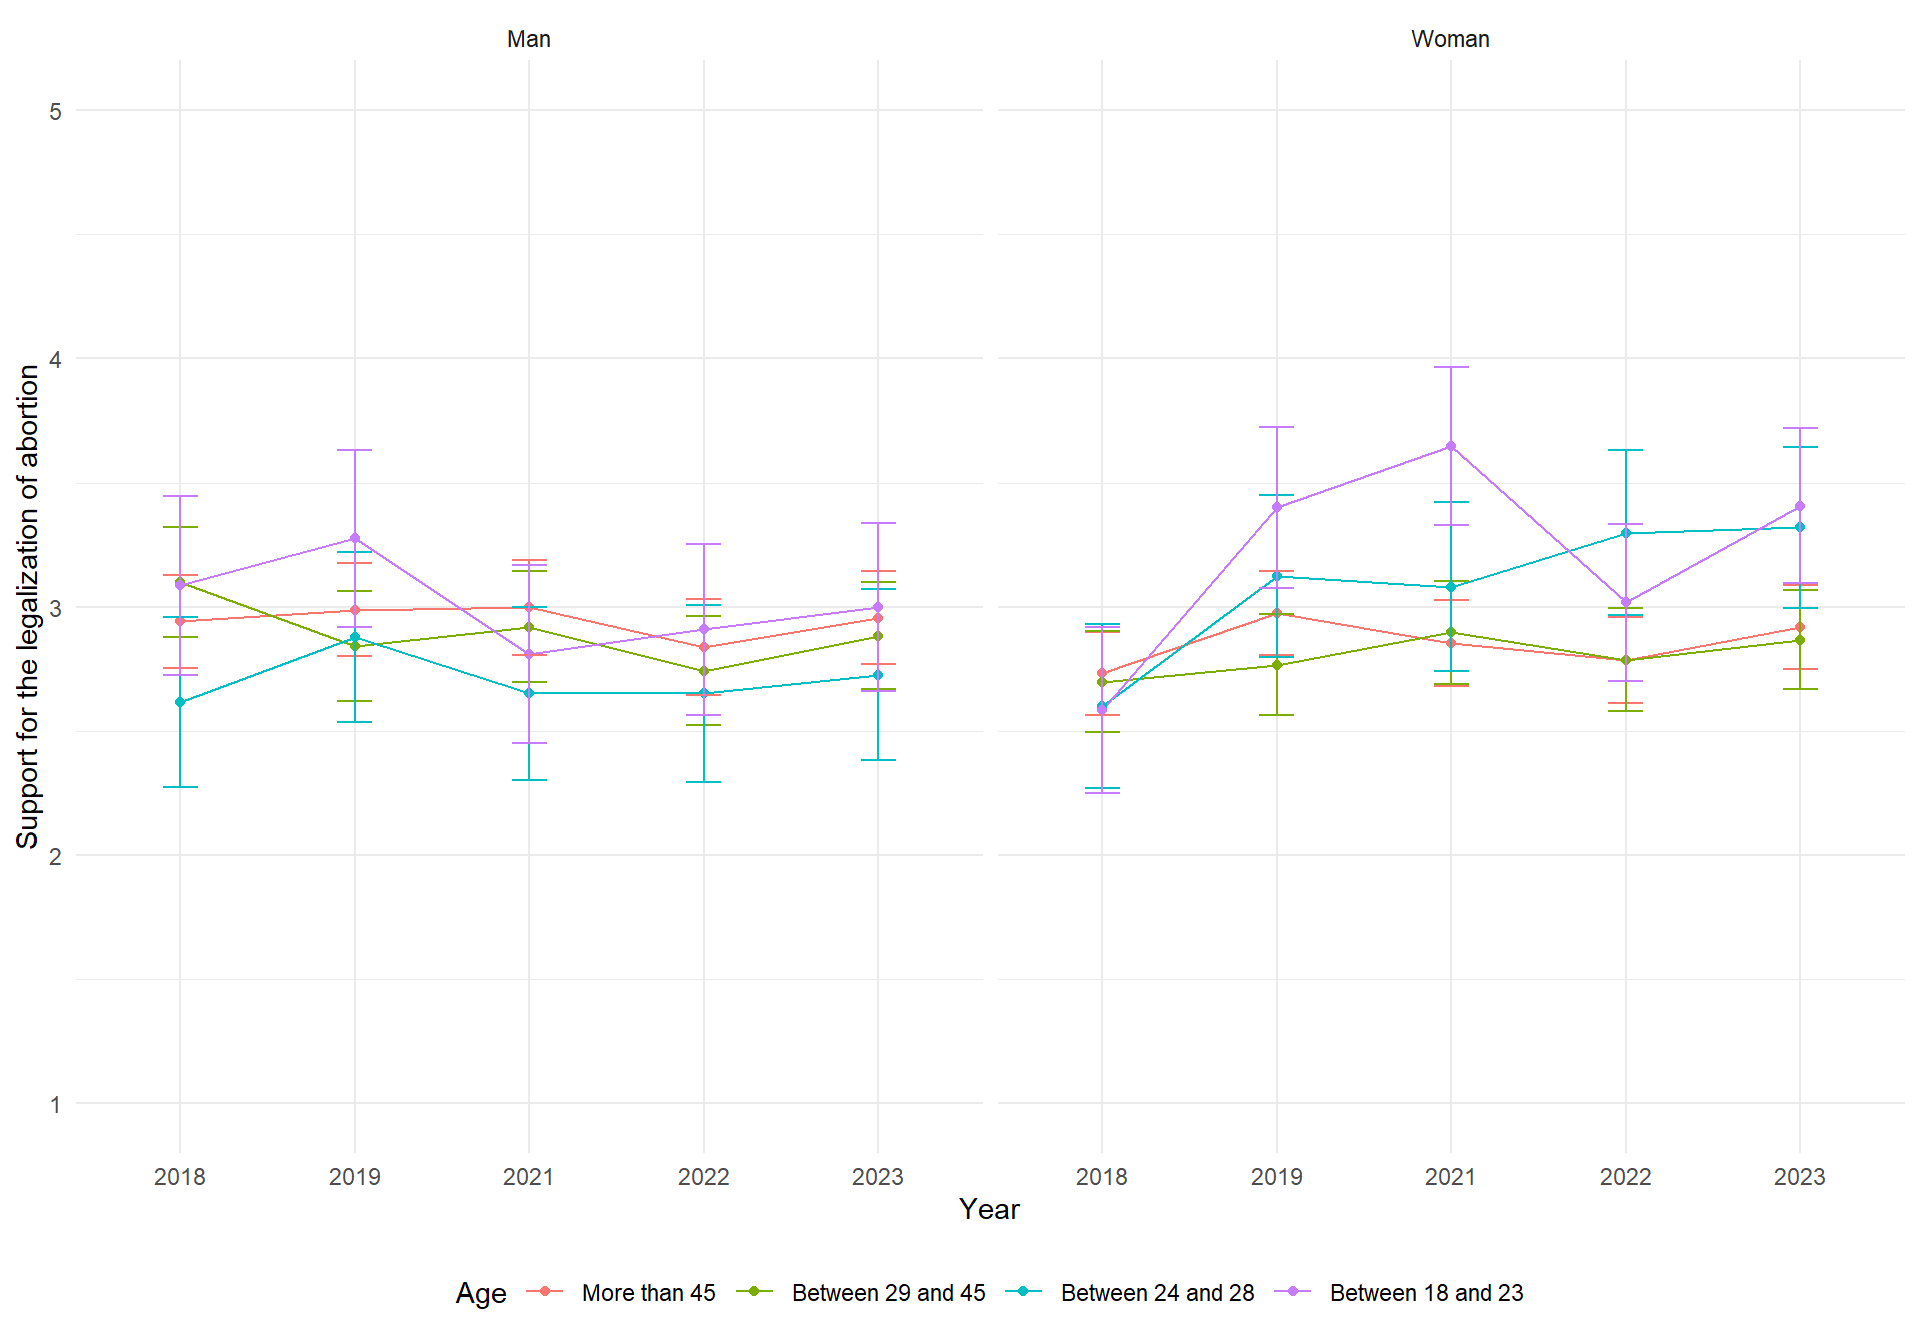 Man Woman
5
4
3
2
1
Support for the legalization of abortion
2018 2019 2021 2022 2023 2018 2019 2021 2022 2023
Year
Age More than 45 Between 29 and 45 Between 24 and 28 Between 18 and 23